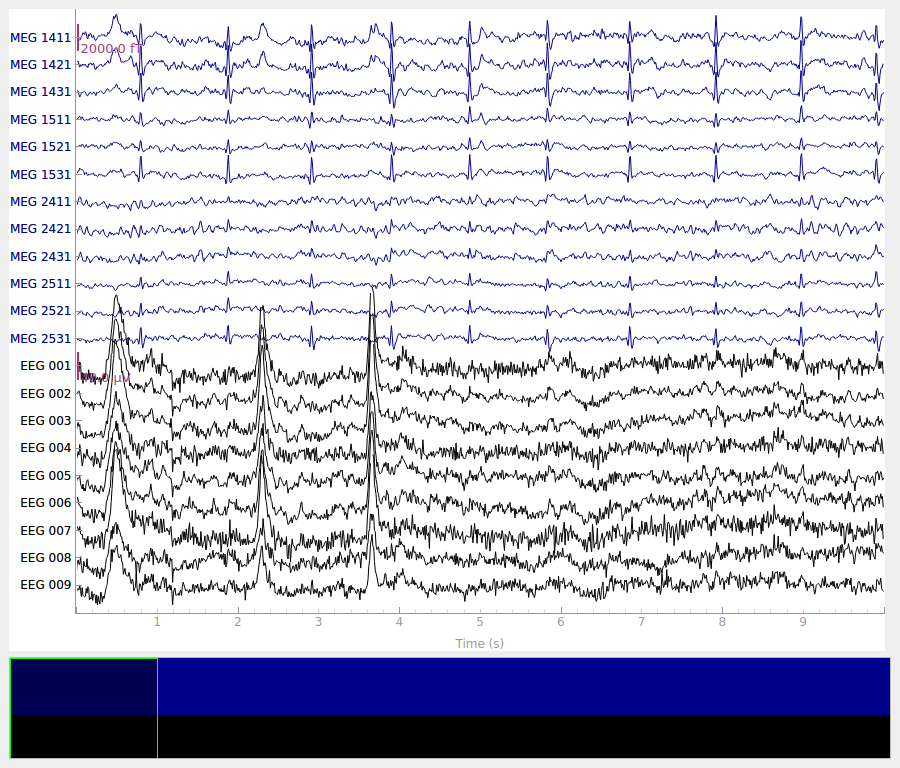 MEG 1411
2000.0 fT
MEG 1421
MEG 1431
MEG 1511
MEG 1521
MEG 1531
MEG 2411
MEG 2421
MEG 2431
MEG 2511
MEG 2521
MEG 2531
EEG 001
µV
EEG 002
EEG 003
EEG 004
EEG 005
EEG 006
EEG 007
EEG 008
EEG 009
1 2 3 4 5 6 7 8 9
Time (s)